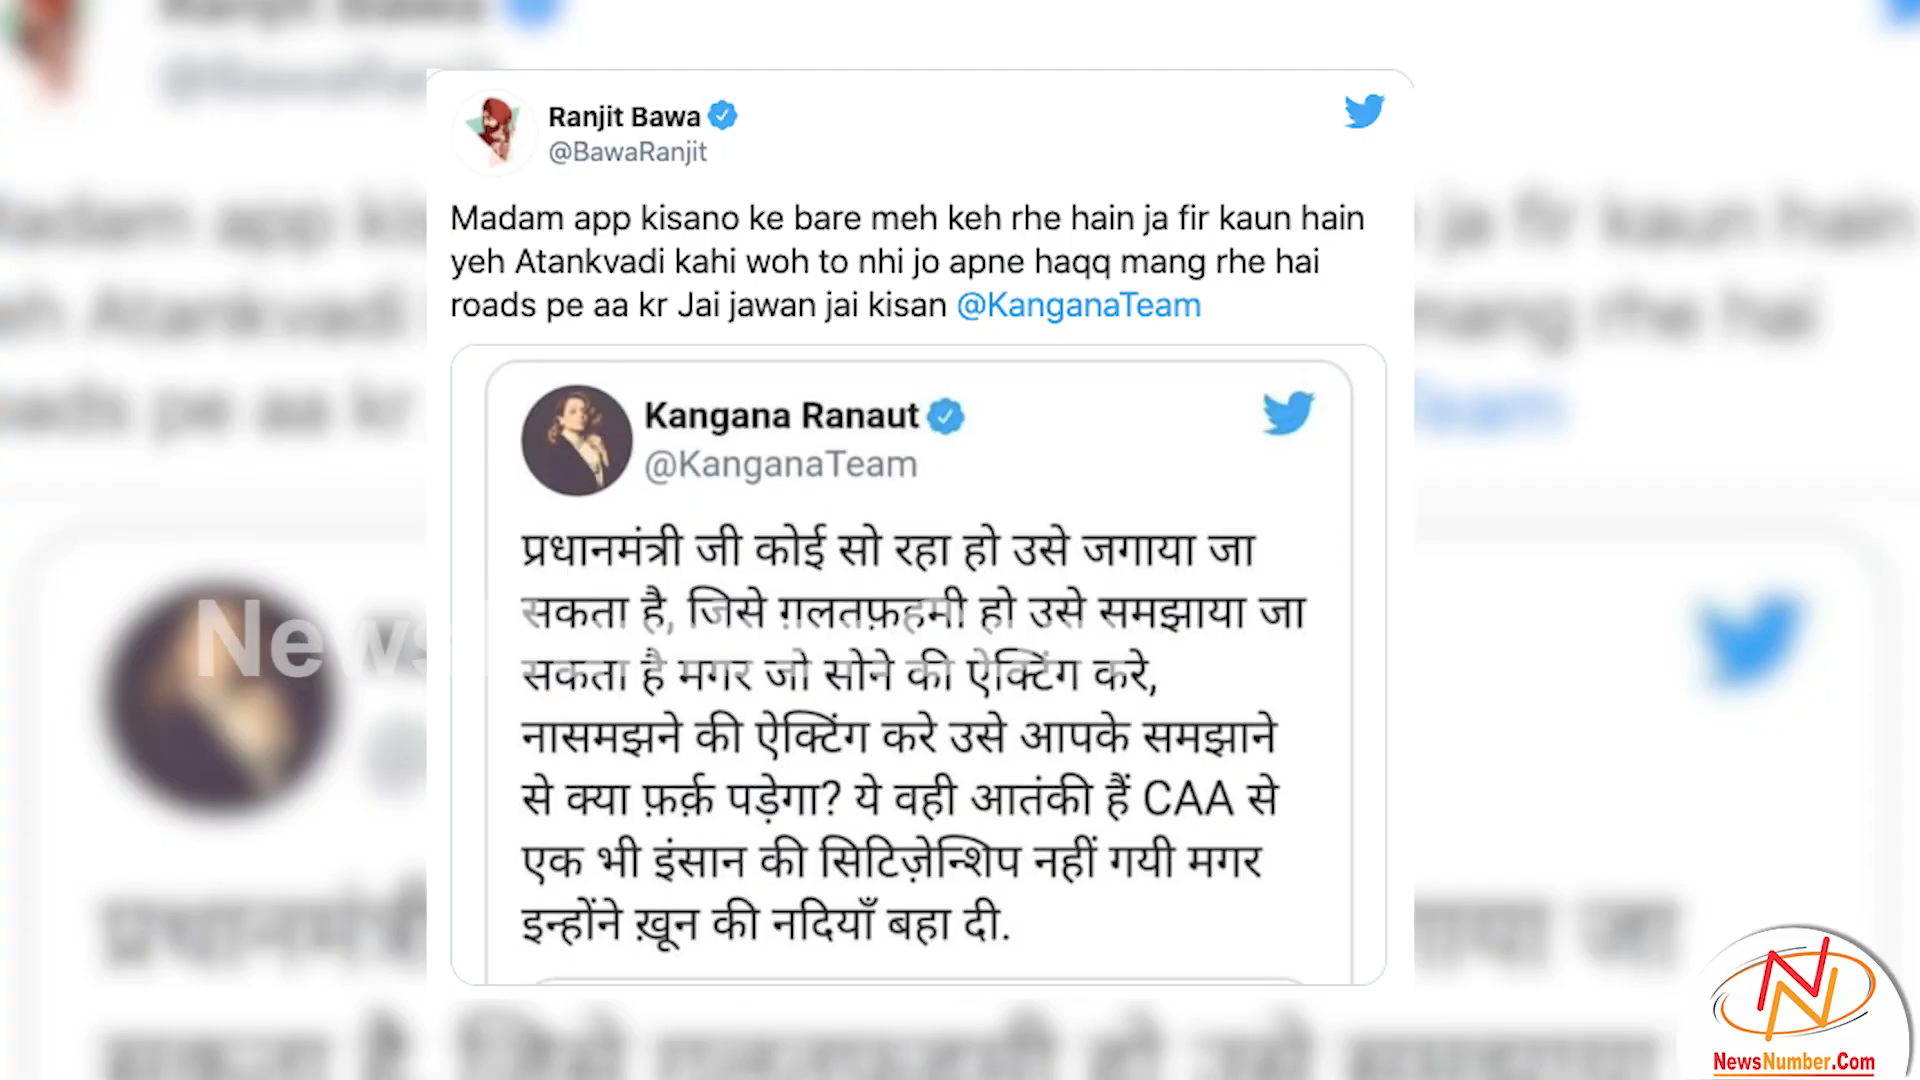 Ranjit Bawa
@BawaRanjit
Madam app kisano ke bare meh keh rhe hain ja fir kaun hain
yeh Atankvadi kahi woh to nhi jo apne haqq mang rhe hai
roads pe aa kr Jai jawan jai kisan @KanganaTeam
Kangana Ranaut
@KanganaTeam
प्रधानमंत्री जी कोई सो रहा हो उसे जगाया जा
सकता है, जिसे ग़लतफ़हमी हो उसे समझाया जा
सकता है मगर जो सोने की ऐक्टिंग करे,
नासमझने की ऐक्टिंग करे उसे आपके समझाने
से क्या फ़र्क़ पड़ेगा? ये वही आतंकी हैं CAA से
एक भी इंसान की सिटिज़ेन्शिप नहीं गयी मगर
इन्होंने ख़ून की नदियाँ बहा दी.
NewsNumber.Com